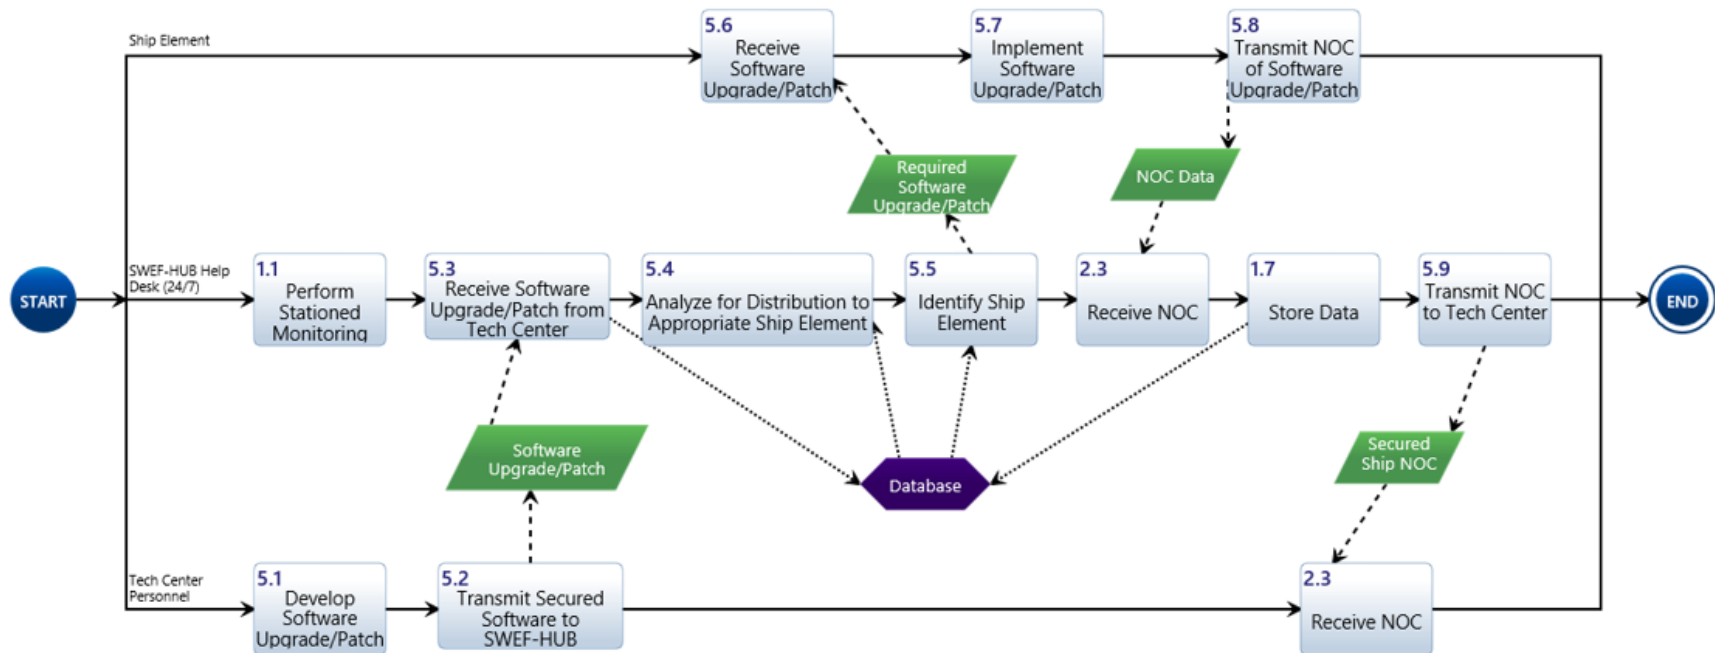 Ship Element
5.6
Receive
Software
Upgrade/Patch
5.7
Implement
Software
Upgrade/Patch
5.8
Transmit NOC
of Software
Upgrade/Patch
Required
Software
Upgrade/Patch
NOC Data
START
SWEF-HUB Help
Desk (24/7)
1.1
Perform
Stationed
Monitoring
5.3
Receive Software
Upgrade/Patch from
Tech Center
5.4
Analyze for Distribution to
Appropriate Ship Element
5.5
Identify Ship
Element
2.3
Receive NOC
1.7
Store Data
5.9
Transmit NOC
to Tech Center
END
Software
Upgrade/Patch
Database
Secured
Ship NOC
Tech Center
Personnel
5.1
Develop
Software
Upgrade/Patch
5.2
Transmit Secured
Software to
SWEF-HUB
2.3
Receive NOC